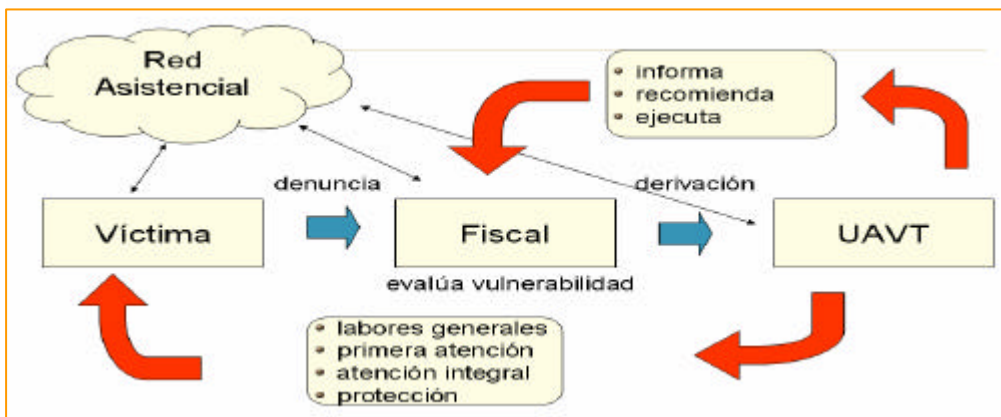 Red
Asistencial
informa
recomienda
ejecuta
denuncia
derivación
Víctima
Fiscal
UAVT
evalúa vulnerabilidad
labores generales
primera atención
atención integral
protección